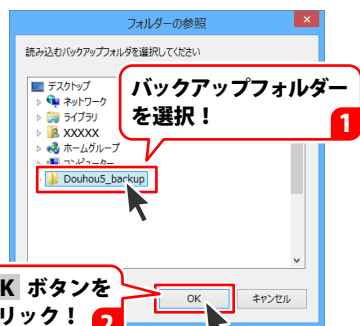 フォルダーの参照
読み込むバックアップフォルダを選択してください
デスクトップ
ネットワーク
ライブラリ
XXXXX
ホームグループ
コンピューター
Douhou5_backup
バックアップフォルダー
を選択！
1
OK
キャンセル
K ボタンを
リック！
2